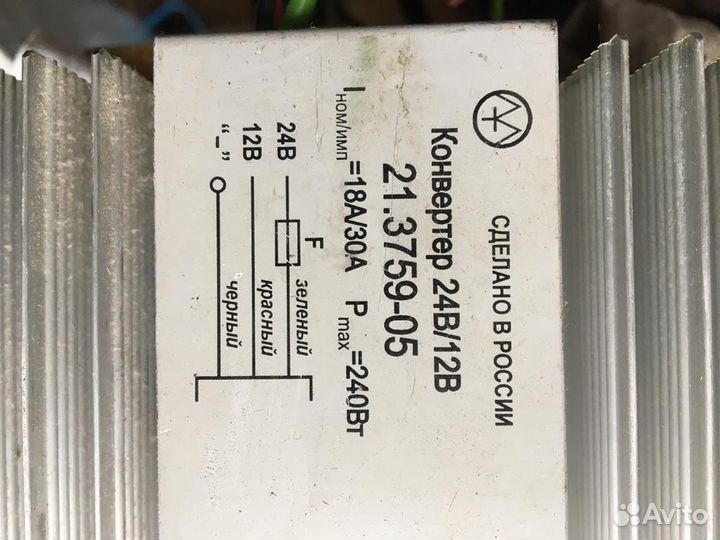 СДЕЛАНО В РОССИИ
Конвертер 24В/12В
21.3759-05
Iном/имп=18А/30А Pmax=240Вт
F
24В зеленый
12В красный
“–” черный
Avito